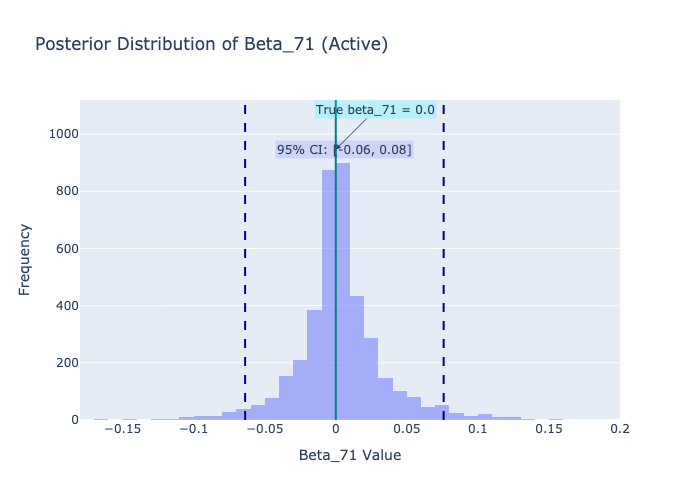 Posterior Distribution of Beta_71 (Active)
True beta_71 = 0.0
95% CI: [-0.06, 0.08]
1000
800
600
400
200
0
Frequency
−0.15 −0.1 −0.05 0 0.05 0.1 0.15 0.2
Beta_71 Value